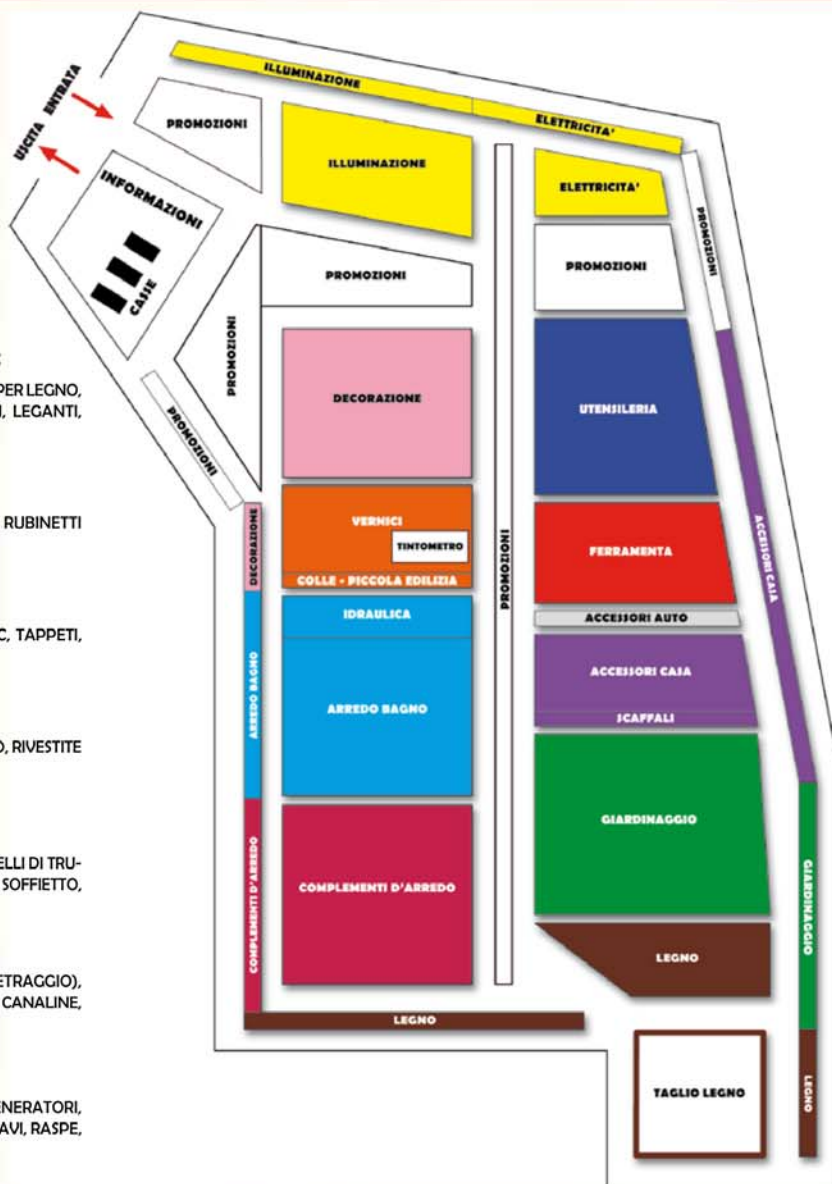 :
PER LEGNO,
, LEGANTI,
RUBINETTI
, TAPPETI,
, RIVESTITE
ELLI DI TRU-
SOFFIETTO,
ETRAGGIO),
CANALINE,
ENERATORI,
AVI, RASPE,
USCITA ENTRATA
ILLUMINAZIONE
ELETTRICITA'
PROMOZIONI
ILLUMINAZIONE
ELETTRICITA'
INFORMAZIONI
CASSE
PROMOZIONI
PROMOZIONI
PROMOZIONI
PROMOZIONI
PROMOZIONI
DECORAZIONE
UTENSILERIA
PROMOZIONI
DECORAZIONE
VERNICI
TINTOMETRO
COLLE - PICCOLA EDILIZIA
FERRAMENTA
ACCESSORI CASA
ACCESSORI AUTO
IDRAULICA
ARREDO BAGNO
ARREDO BAGNO
ACCESSORI CASA
SCAFFALI
GIARDINAGGIO
COMPLEMENTI D'ARREDO
COMPLEMENTI D'ARREDO
GIARDINAGGIO
LEGNO
LEGNO
TAGLIO LEGNO
LEGNO